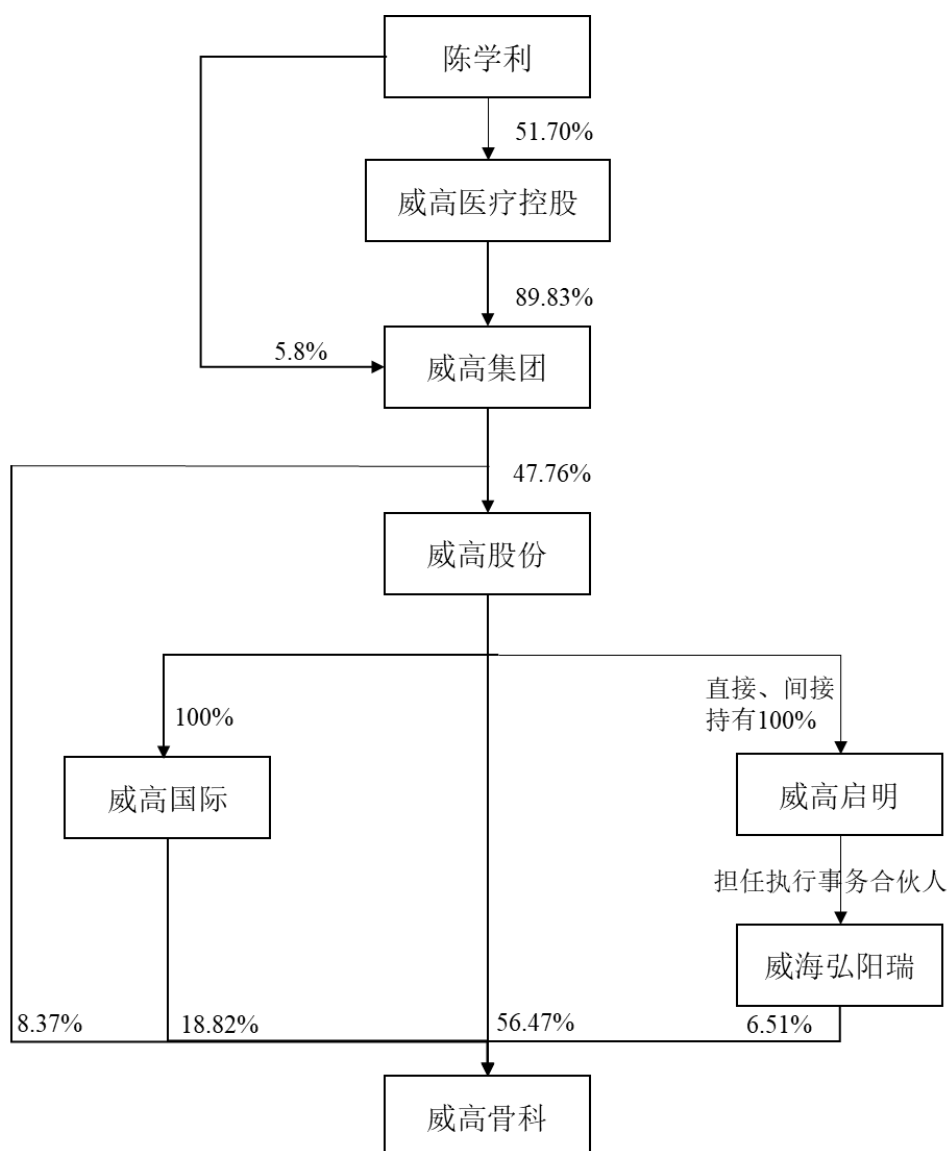 陈学利
51.70%
威高医疗控股
89.83%
5.8%
威高集团
47.76%
威高股份
直接、间接
持有100%
100%
威高国际
威高启明
担任执行事务合伙人
威海弘阳瑞
8.37%
18.82%
56.47%
6.51%
威高骨科